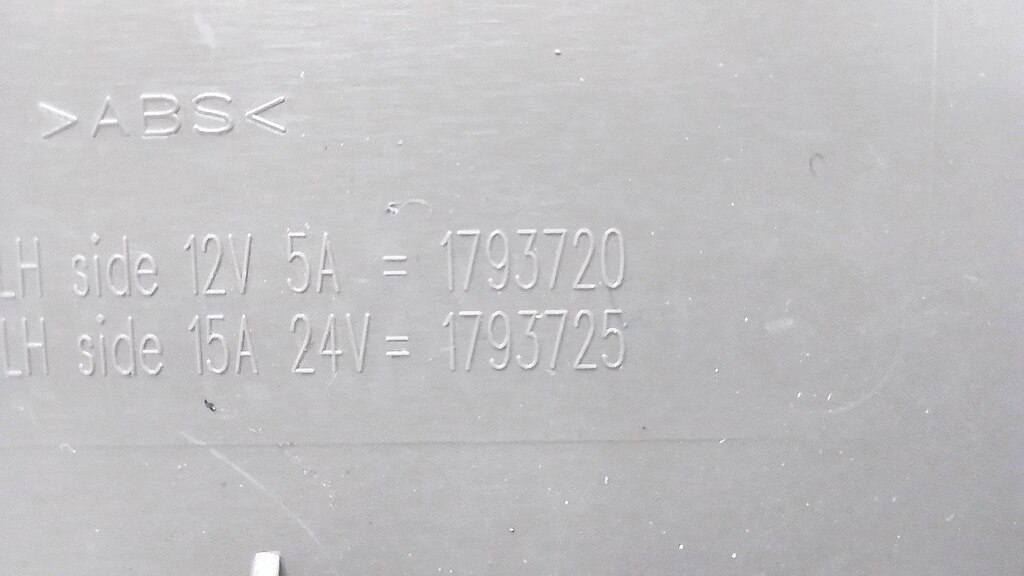 >ABS<
LH side 12V 5A = 1793720
LH side 15A 24V = 1793725